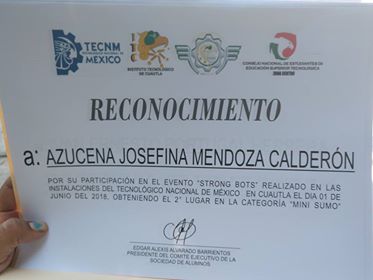 TECNM
TECNOLÓGICO NACIONAL DE
MÉXICO
INSTITUTO TECNOLÓGICO
DE CUAUTLA
CONSEJO NACIONAL DE ESTUDIANTES DE
EDUCACIÓN SUPERIOR TECNOLÓGICA
ZONA CENTRO
RECONOCIMIENTO
a: AZUCENA JOSEFINA MENDOZA CALDERÓN
POR SU PARTICIPACIÓN EN EL EVENTO "STRONG BOTS" REALIZADO EN LAS
INSTALACIONES DEL TECNOLÓGICO NACIONAL DE MÉXICO EN CUAUTLA EL DIA 01 DE
JUNIO DEL 2018, OBTENIENDO EL 2° LUGAR EN LA CATEGORÍA "MINI SUMO"
EDGAR ALEXIS ALVARADO BARRIENTOS
PRESIDENTE DEL COMITE EJECUTIVO DE LA
SOCIEDAD DE ALUMNOS